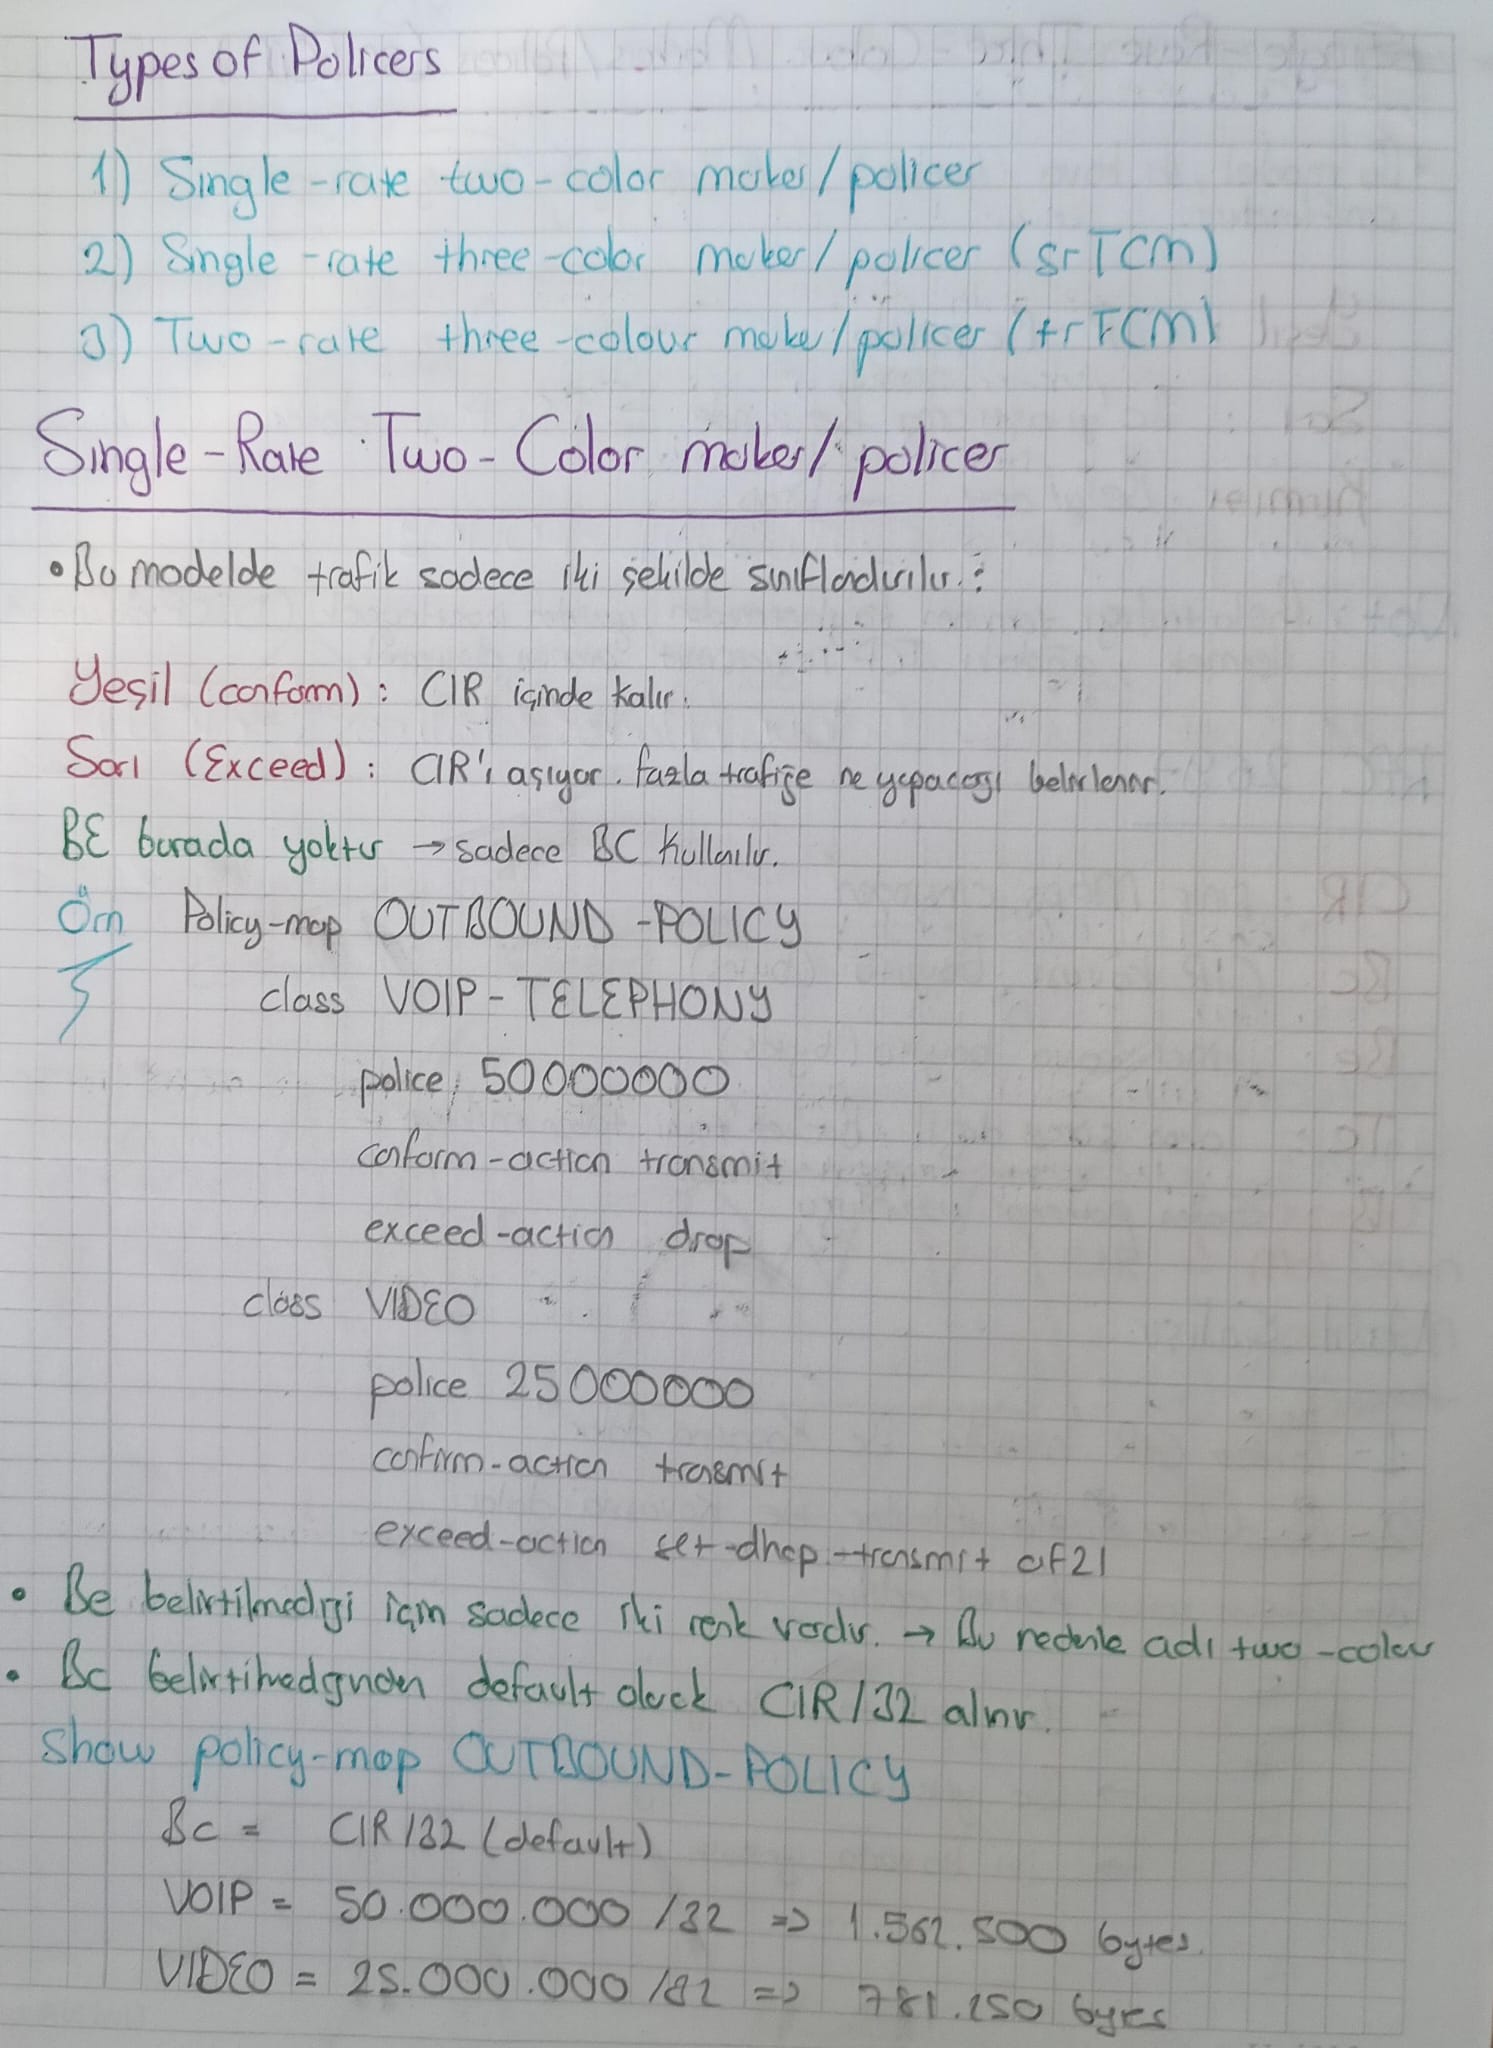 Types of Policers
1) Single-rate two-color maker/policer
2) Single-rate three-color maker/policer (srTCM)
3) Two-rate three-colour make/policer (trTCM)
Single-Rate Two-Color maker/policer
• Bu modelde trafik sadece iki şekilde sınıflandırılır. :
Yeşil (conform) : CIR içinde kalır.
Sarı (Exceed) : CIR'ı aşıyor. fazla trafiğe ne yapacağı belirlenir.
BE burada yoktur → sadece BC kullanılır.
Örn Policy-map OUTBOUND-POLICY
class VOIP-TELEPHONY
police 50000000
conform-action transmit
exceed-action drop
class VIDEO
police 25000000
confirm-action transmit
exceed-action set-dhcp-transmit af21
• Be belirtilmediği için sadece iki renk vardır. → Bu nedenle adı two-color
• Bc belirtilmediğinden default olarak CIR/32 alınır.
Show policy-map OUTBOUND-POLICY
Bc = CIR/32 (default)
VOIP = 50.000.000 /32 => 1.562.500 bytes.
VIDEO = 25.000.000 /32 => 781.250 bytes